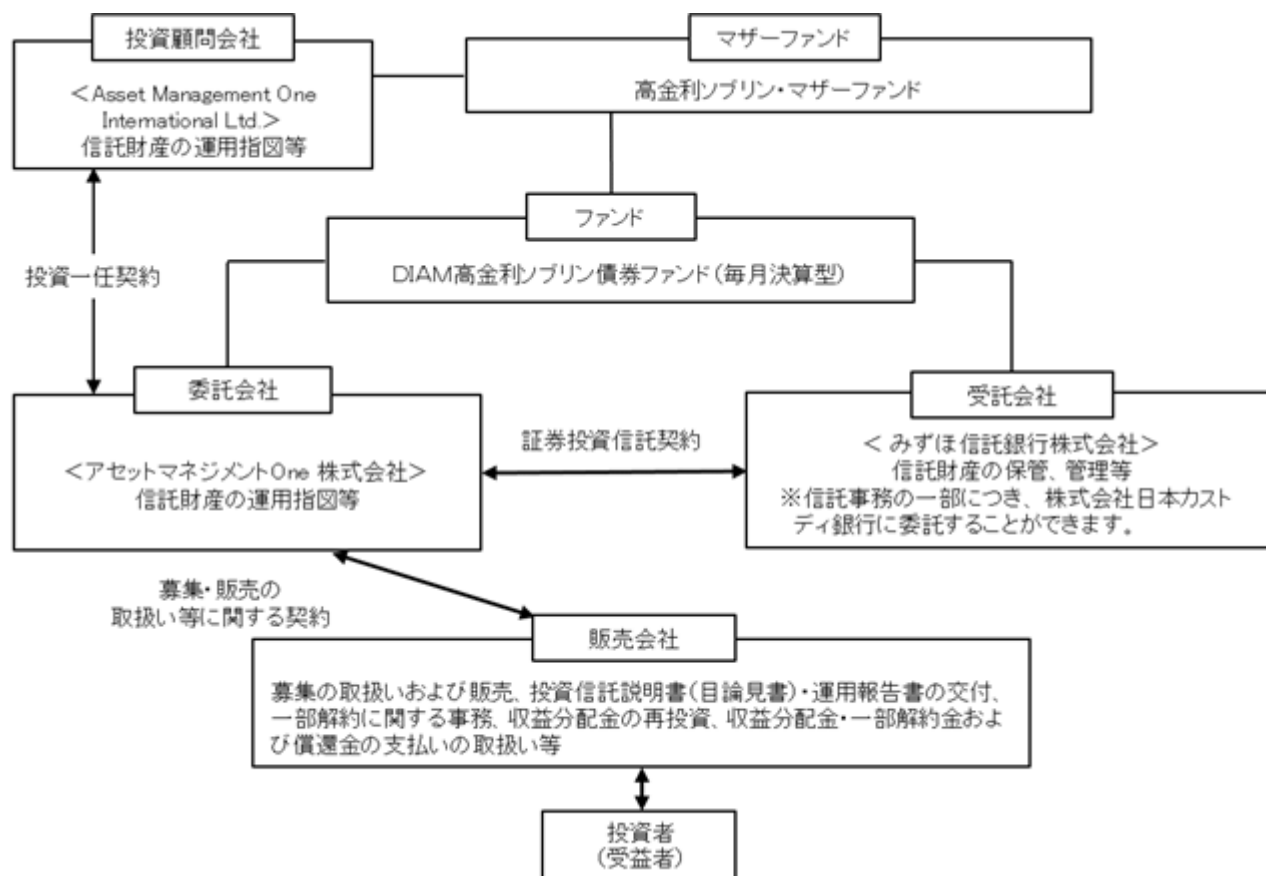 投資顧問会社
＜Asset Management One
International Ltd.＞
信託財産の運用指図等
マザーファンド
高金利ソブリン・マザーファンド
ファンド
DIAM高金利ソブリン債券ファンド（毎月決算型）
投資一任契約
委託会社
＜アセットマネジメントOne 株式会社＞
信託財産の運用指図等
証券投資信託契約
受託会社
＜ みずほ信託銀行株式会社＞
信託財産の保管、管理等
※信託事務の一部につき、株式会社日本カスト
ディ銀行に委託することができます。
募集・販売の
取扱い等に関する契約
販売会社
募集の取扱いおよび販売、投資信託説明書（目論見書）・運用報告書の交付、
一部解約に関する事務、収益分配金の再投資、収益分配金・一部解約金およ
び償還金の支払いの取扱い等
投資者
（受益者）